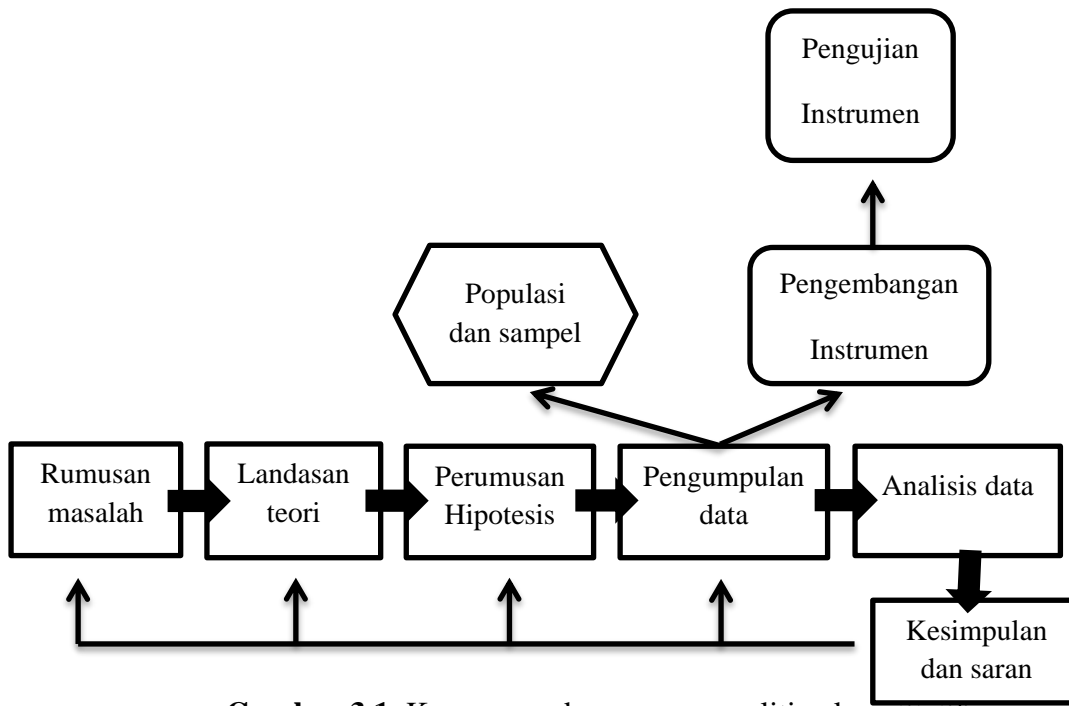 Pengujian
Instrumen
Populasi
dan sampel
Pengembangan
Instrumen
Rumusan
masalah
Landasan
teori
Perumusan
Hipotesis
Pengumpulan
data
Analisis data
Kesimpulan
dan saran